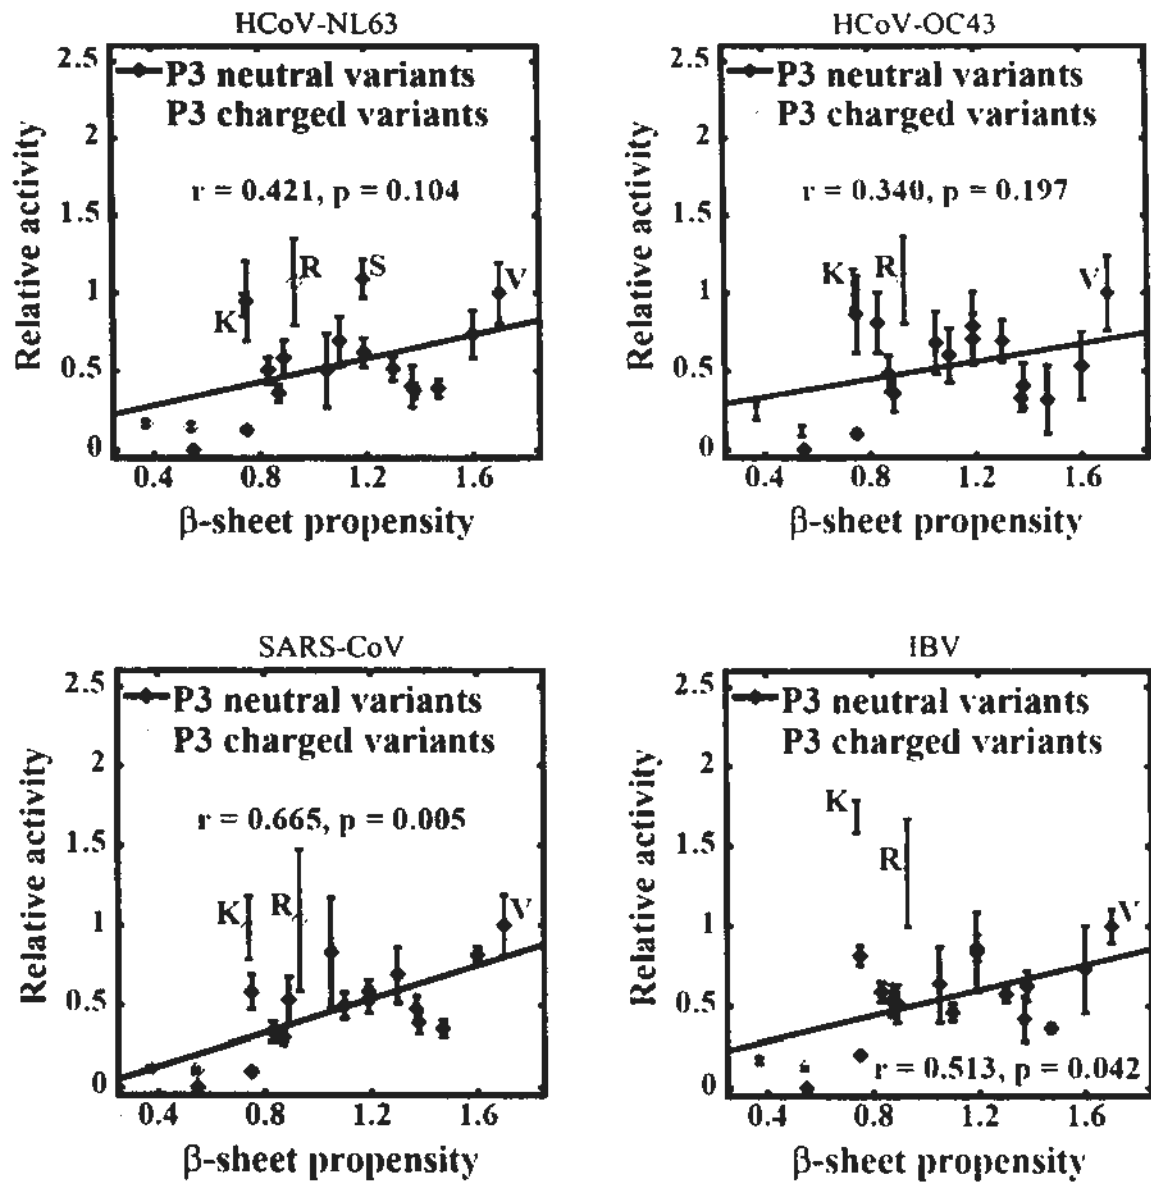 HCoV-NL63
2.5
P3 neutral variants
P3 charged variants
2
r = 0.421, p = 0.104
1.5
R
S
V
1
K
0.5
0
0.4 0.8 1.2 1.6
Relative activity
β-sheet propensity
HCoV-OC43
2.5
P3 neutral variants
P3 charged variants
2
r = 0.340, p = 0.197
1.5
K
R
V
1
0.5
0
0.4 0.8 1.2 1.6
Relative activity
β-sheet propensity
SARS-CoV
2.5
P3 neutral variants
P3 charged variants
2
r = 0.665, p = 0.005
1.5
K
R
V
1
0.5
0
0.4 0.8 1.2 1.6
Relative activity
β-sheet propensity
IBV
2.5
P3 neutral variants
P3 charged variants
2
K
1.5
R
V
1
0.5
r = 0.513, p = 0.042
0
0.4 0.8 1.2 1.6
Relative activity
β-sheet propensity